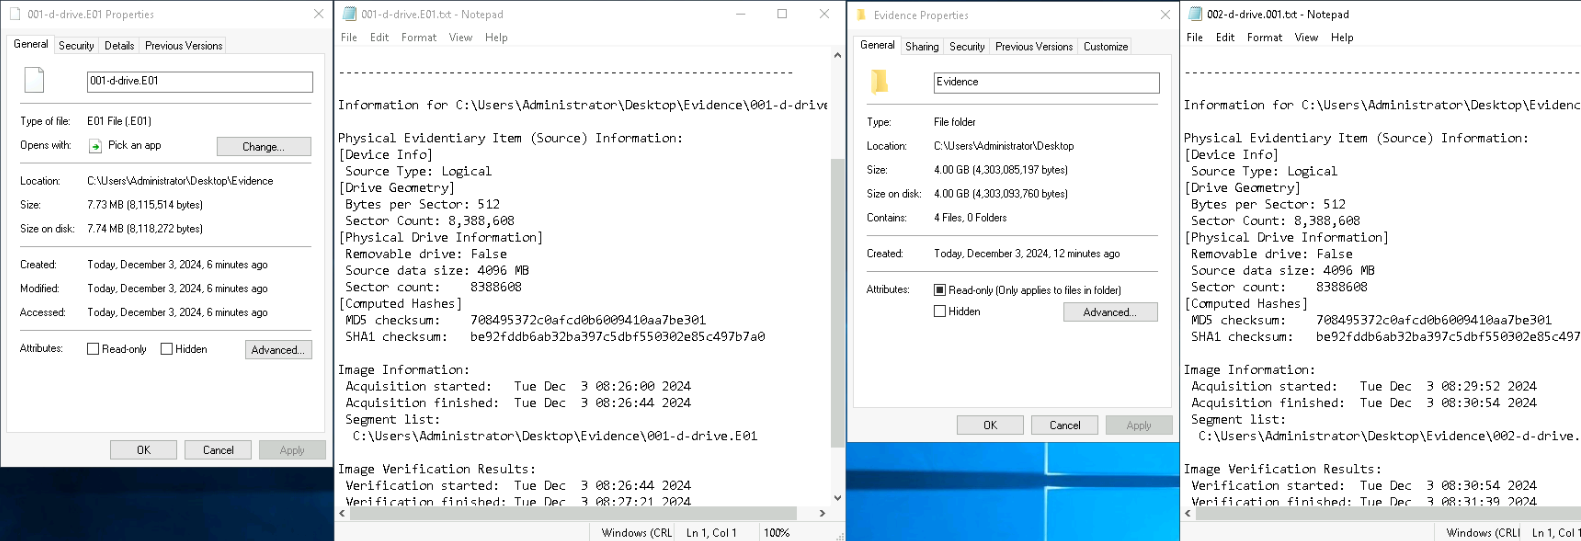 001-d-drive.E01 Properties
General Security Details Previous Versions
001-d-drive.E01
Type of file: E01 File (.E01)
Opens with: Pick an app Change...
Location: C:\Users\Administrator\Desktop\Evidence
Size: 7.73 MB (8,115,514 bytes)
Size on disk: 7.74 MB (8,118,272 bytes)
Created: Today, December 3, 2024, 6 minutes ago
Modified: Today, December 3, 2024, 6 minutes ago
Accessed: Today, December 3, 2024, 6 minutes ago
Attributes: Read-only Hidden Advanced...
OK Cancel Apply
001-d-drive.E01.txt - Notepad
File Edit Format View Help
--------------------------------------------------------------
Information for C:\Users\Administrator\Desktop\Evidence\001-d-drive
Physical Evidentiary Item (Source) Information:
[Device Info]
Source Type: Logical
[Drive Geometry]
Bytes per Sector: 512
Sector Count: 8,388,608
[Physical Drive Information]
Removable drive: False
Source data size: 4096 MB
Sector count: 8388608
[Computed Hashes]
MD5 checksum: 708495372c0afcd0b6009410aa7be301
SHA1 checksum: be92fddb6ab32ba397c5dbf550302e85c497b7a0
Image Information:
Acquisition started: Tue Dec 3 08:26:00 2024
Acquisition finished: Tue Dec 3 08:26:44 2024
Segment list:
C:\Users\Administrator\Desktop\Evidence\001-d-drive.E01
Image Verification Results:
Verification started: Tue Dec 3 08:26:44 2024
Verification finished: Tue Dec 3 08:27:21 2024
Windows (CRL Ln 1, Col 1 100%
Evidence Properties
General Sharing Security Previous Versions Customize
Evidence
Type: File folder
Location: C:\Users\Administrator\Desktop
Size: 4.00 GB (4,303,085,197 bytes)
Size on disk: 4.00 GB (4,303,093,760 bytes)
Contains: 4 Files, 0 Folders
Created: Today, December 3, 2024, 12 minutes ago
Attributes: Read-only (Only applies to files in folder)
Hidden Advanced...
OK Cancel Apply
002-d-drive.001.txt - Notepad
File Edit Format View Help
------------------------------------------------------
Information for C:\Users\Administrator\Desktop\Evidenc
Physical Evidentiary Item (Source) Information:
[Device Info]
Source Type: Logical
[Drive Geometry]
Bytes per Sector: 512
Sector Count: 8,388,608
[Physical Drive Information]
Removable drive: False
Source data size: 4096 MB
Sector count: 8388608
[Computed Hashes]
MD5 checksum: 708495372c0afcd0b6009410aa7be301
SHA1 checksum: be92fddb6ab32ba397c5dbf550302e85c497
Image Information:
Acquisition started: Tue Dec 3 08:29:52 2024
Acquisition finished: Tue Dec 3 08:30:54 2024
Segment list:
C:\Users\Administrator\Desktop\Evidence\002-d-drive.
Image Verification Results:
Verification started: Tue Dec 3 08:30:54 2024
Verification finished: Tue Dec 3 08:31:39 2024
Windows (CRLI Ln 1, Col 1